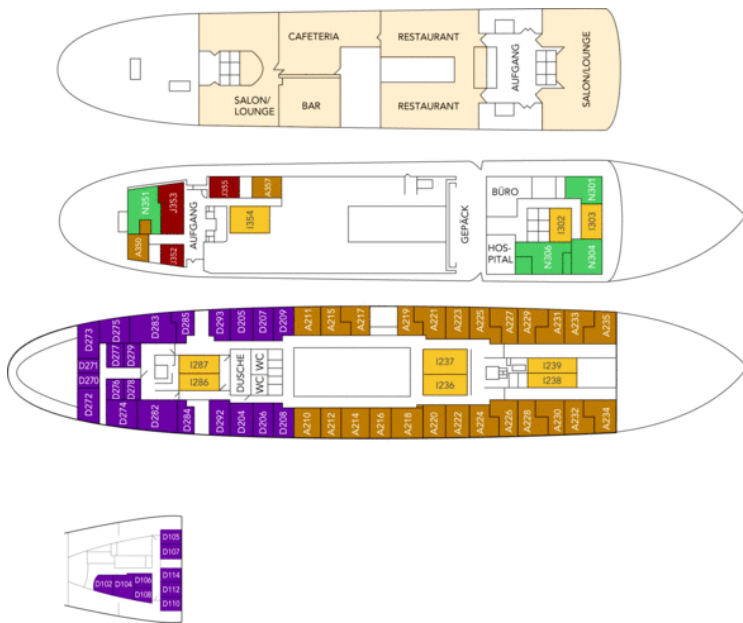 CAFETERIA
RESTAURANT
SALON/
LOUNGE
BAR
RESTAURANT
AUFGANG
SALON/LOUNGE
N351
J353
A350
J352
AUFGANG
J355
A357
I354
GEPÄCK
BÜRO
HOS-
PITAL
N301
I302
I303
N306
N304
D273
D275
D283
D285
D293
D205
D207
D209
A211
A215
A217
A219
A221
A223
A225
A227
A229
A231
A233
A235
D271
D277
D279
D270
D276
D278
I287
I286
DUSCHE
WC
WC
I237
I236
I239
I238
D272
D274
D282
D284
D292
D204
D206
D208
A210
A212
A214
A216
A218
A220
A222
A224
A226
A228
A230
A232
A234
D105
D107
D102
D104
D106
D108
D114
D112
D110